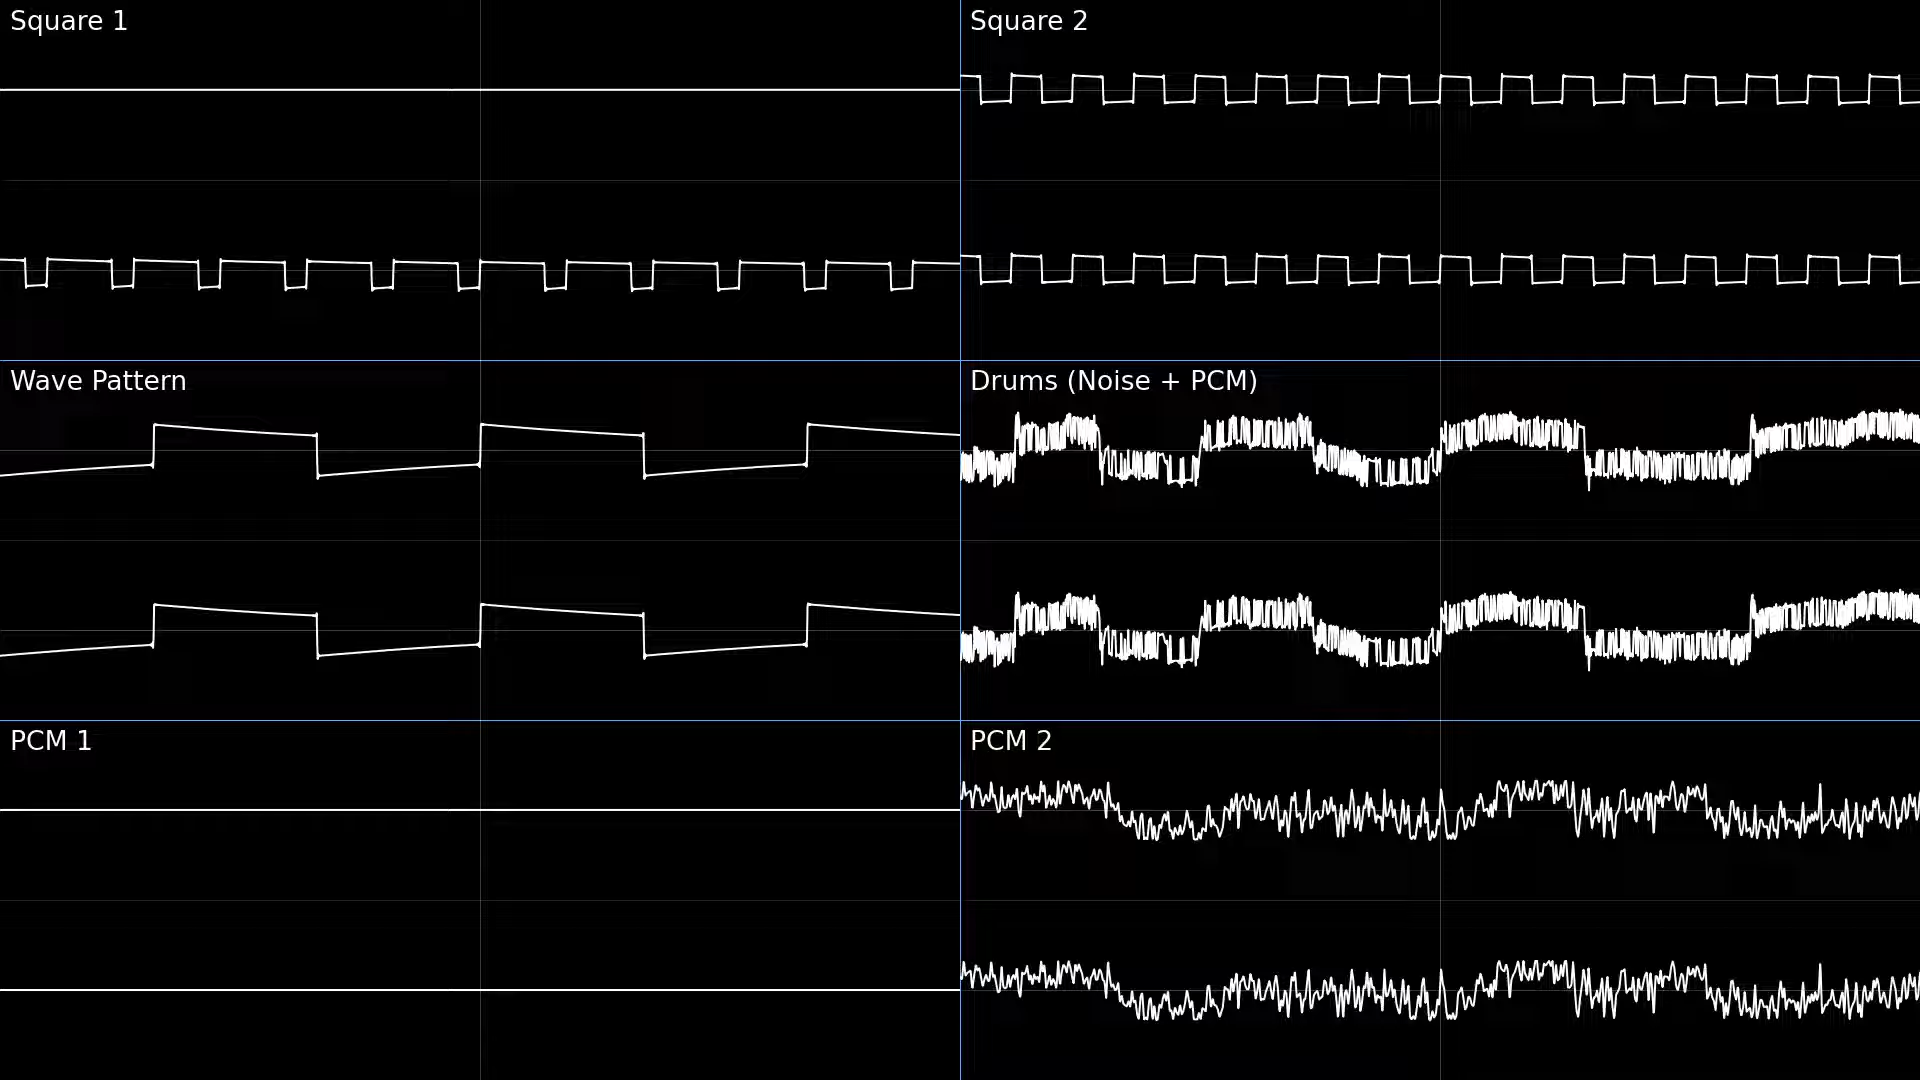 Square 1
Square 2
Wave Pattern
Drums (Noise + PCM)
PCM 1
PCM 2